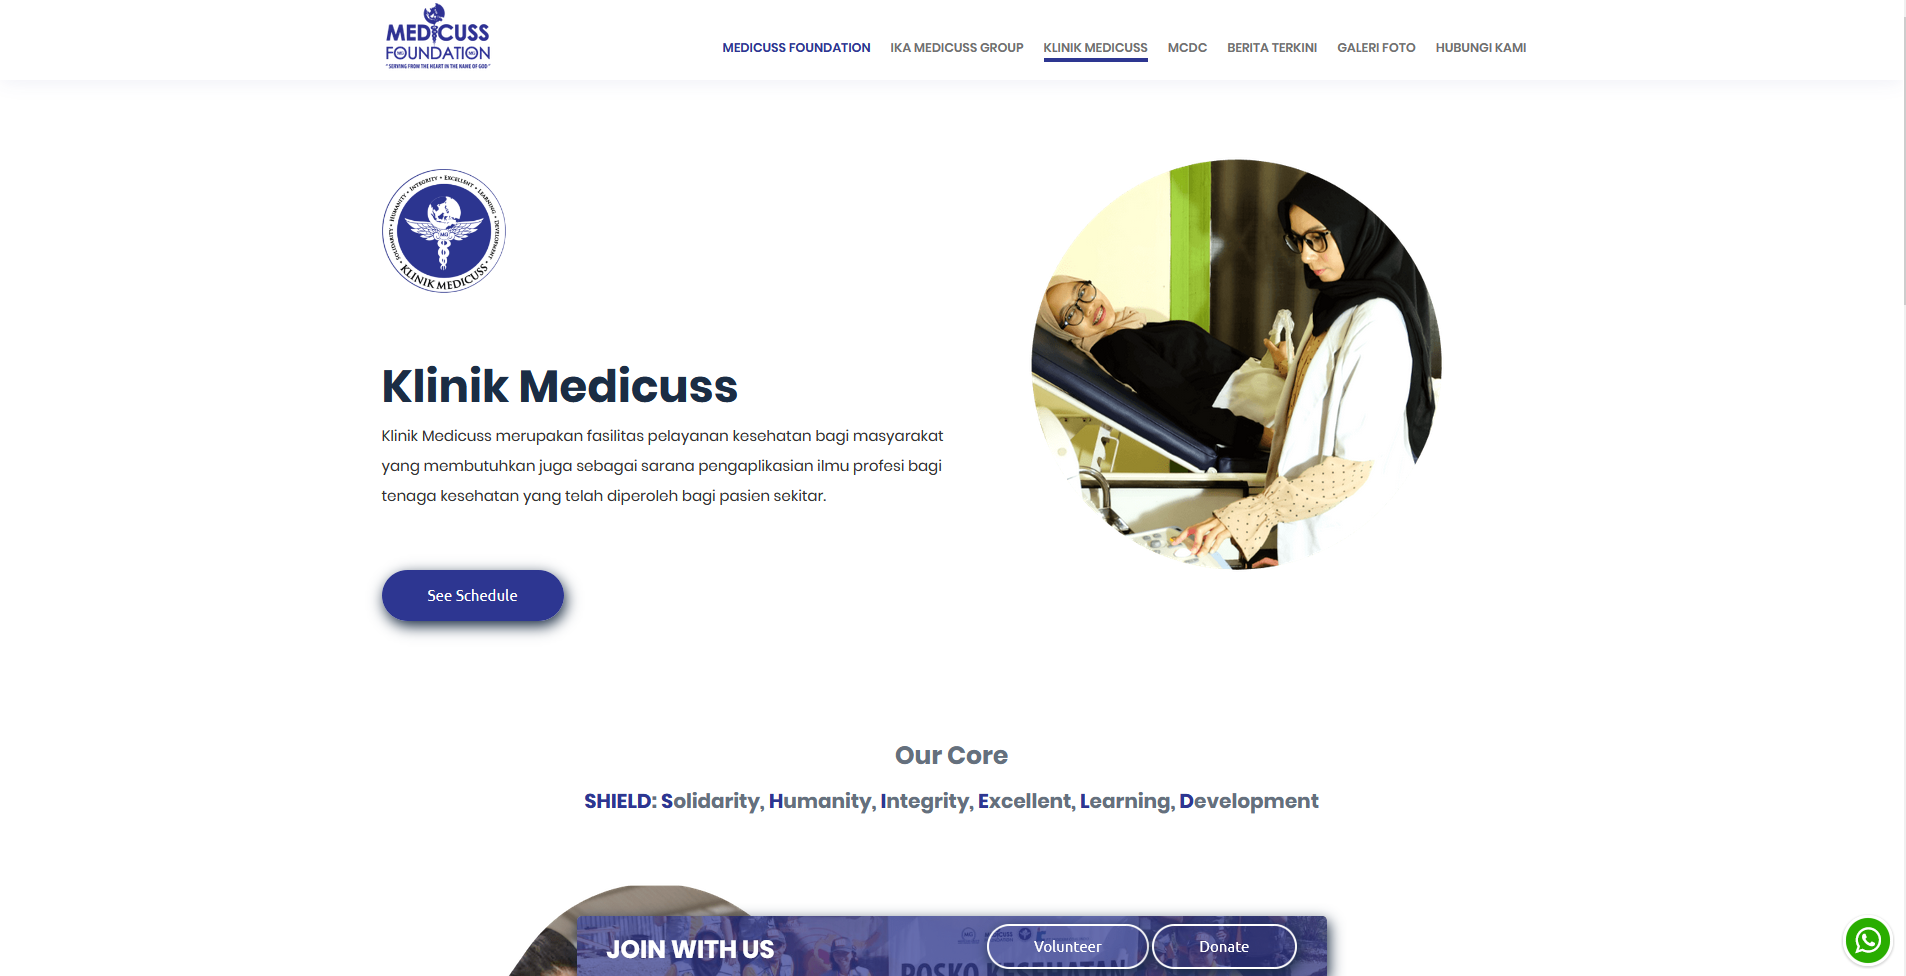 MEDICUSS
FOUNDATION
"SERVING FROM THE HEART IN THE NAME OF GOD"
MEDICUSS FOUNDATION
IKA MEDICUSS GROUP
KLINIK MEDICUSS
MCDC
BERITA TERKINI
GALERI FOTO
HUBUNGI KAMI
SOLIDARITY • HUMANITY • INTEGRITY • EXCELLENT • LEARNING • DEVELOPMENT
MG
• KLINIK MEDICUSS •
Klinik Medicuss
Klinik Medicuss merupakan fasilitas pelayanan kesehatan bagi masyarakat
yang membutuhkan juga sebagai sarana pengaplikasian ilmu profesi bagi
tenaga kesehatan yang telah diperoleh bagi pasien sekitar.
See Schedule
Our Core
SHIELD: Solidarity, Humanity, Integrity, Excellent, Learning, Development
JOIN WITH US
Volunteer
Donate
POSKO KESEHATAN